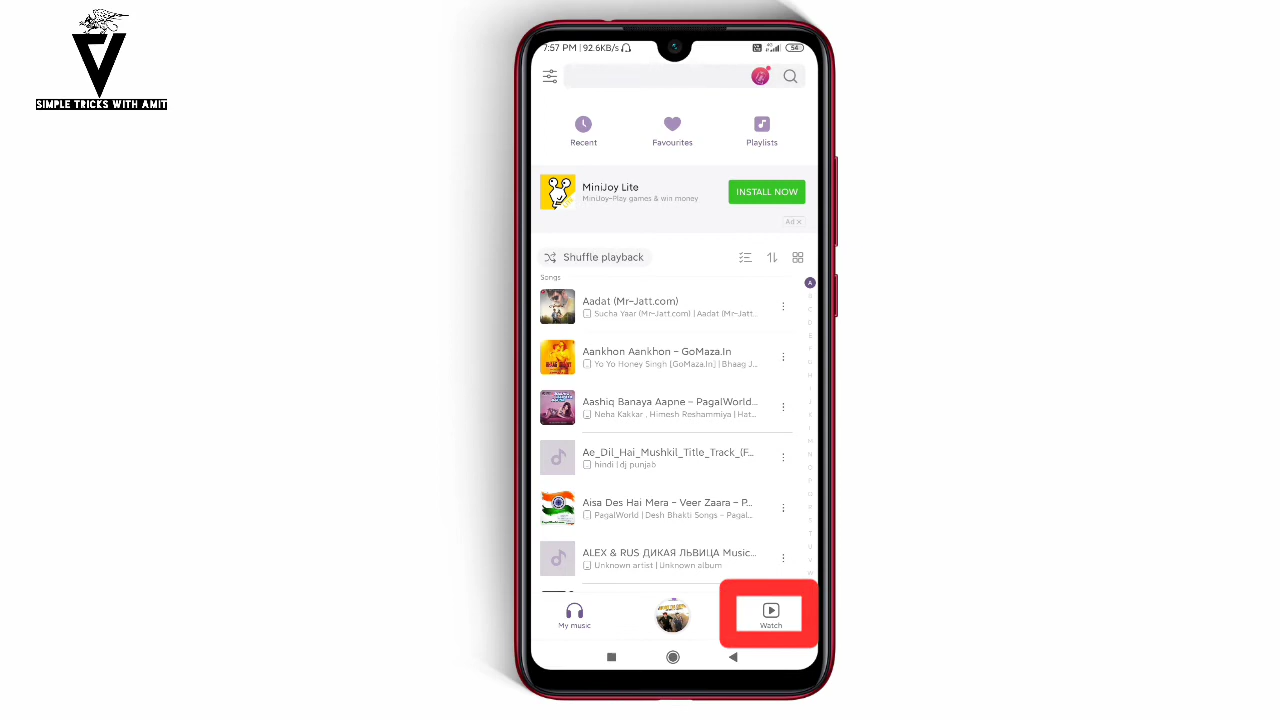 SIMPLE TRICKS WITH AMIT
7:57 PM | 92.6KB/s
4G
54
Recent
Favourites
Playlists
MiniJoy Lite
MiniJoy-Play games & win money
INSTALL NOW
Ad X
Shuffle playback
Songs
A
Aadat (Mr-Jatt.com)
Sucha Yaar (Mr-Jatt.com) | Aadat (Mr-Jatt...
Aankhon Aankhon - GoMaza.In
Yo Yo Honey Singh [GoMaza.In] | Bhaag J...
Aashiq Banaya Aapne - PagalWorld...
Neha Kakkar , Himesh Reshammiya | Hat...
Ae_Dil_Hai_Mushkil_Title_Track_(F...
hindi | dj punjab
Aisa Des Hai Mera - Veer Zaara - P...
PagalWorld | Desh Bhakti Songs - Pagal...
ALEX & RUS ДИКАЯ ЛЬВИЦА Music...
Unknown artist | Unknown album
My music
Watch